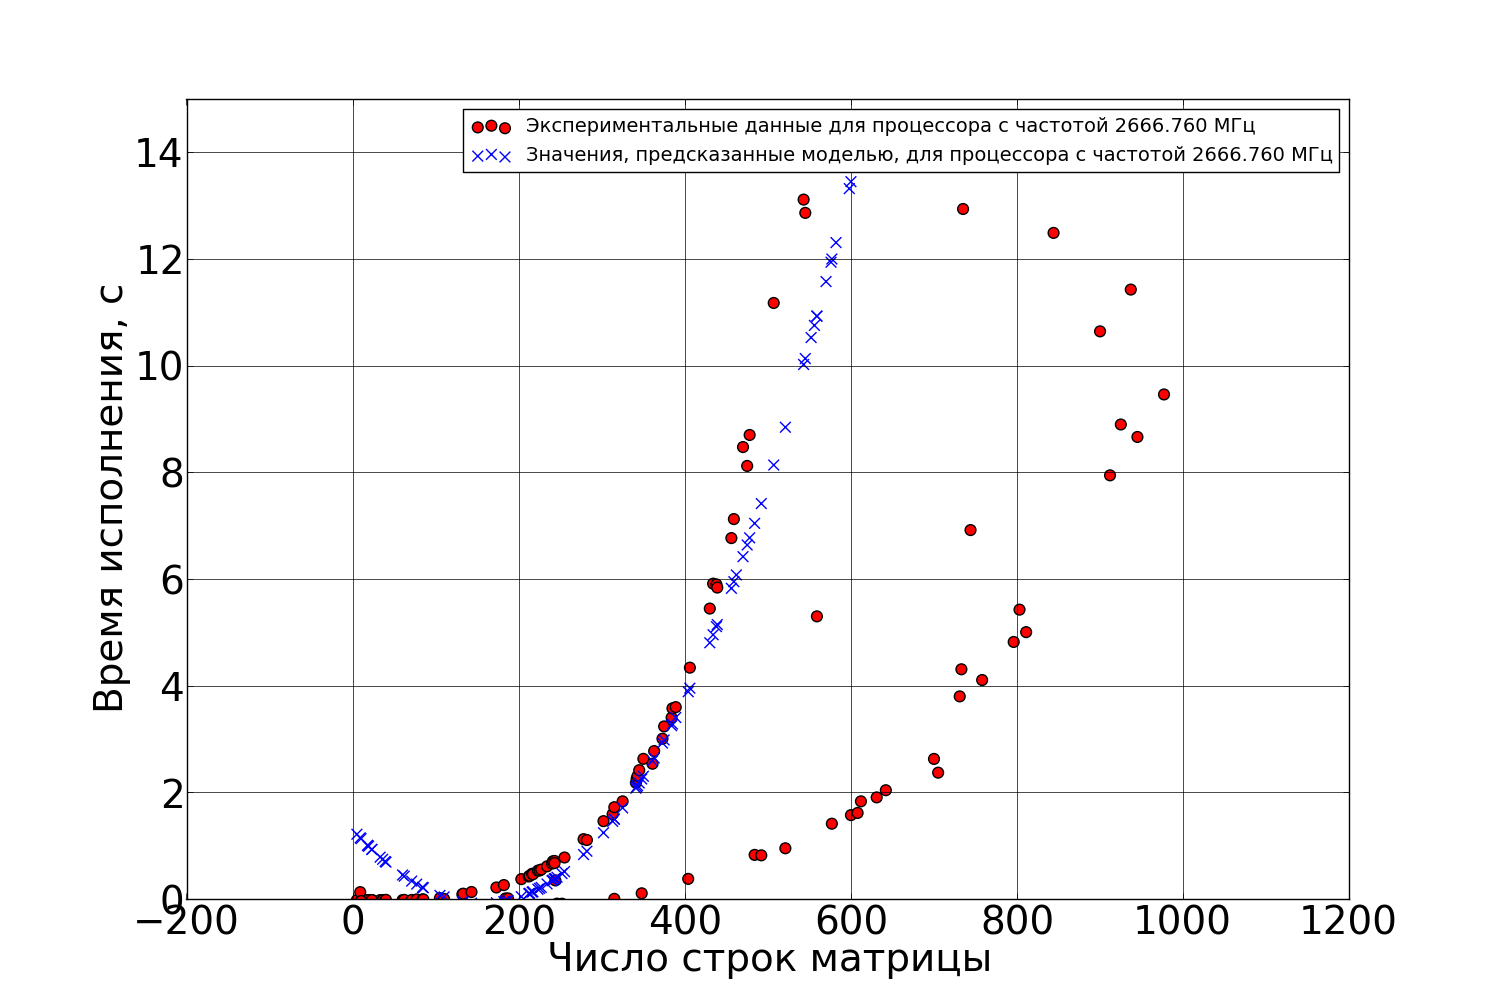 Экспериментальные данные для процессора с частотой 2666.760 МГц
Значения, предсказанные моделью, для процессора с частотой 2666.760 МГц
14
12
10
8
6
4
2
0
Время исполнения, с
−200 0 200 400 600 800 1000 1200
Число строк матрицы